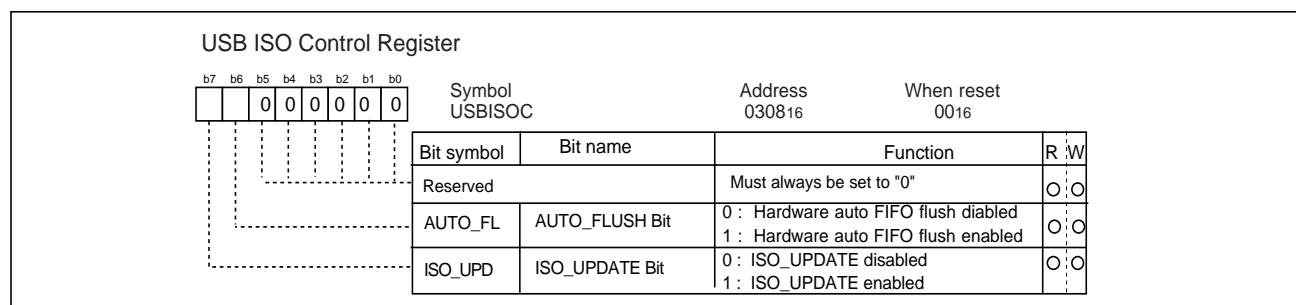 USB ISO Control Register
b7 b6 b5 b4 b3 b2 b1 b0
0 0 0 0 0 0
Symbol Address When reset
USBISOC 030816 0016
Bit symbol Bit name Function R W
Reserved Must always be set to "0" O O
AUTO_FL AUTO_FLUSH Bit 0 : Hardware auto FIFO flush diabled O O
1 : Hardware auto FIFO flush enabled
ISO_UPD ISO_UPDATE Bit 0 : ISO_UPDATE disabled O O
1 : ISO_UPDATE enabled